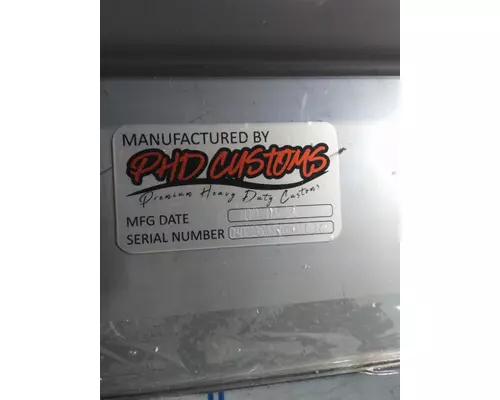 MANUFACTURED BY
PHD CUSTOMS
Premium Heavy Duty Customs
MFG DATE
SERIAL NUMBER